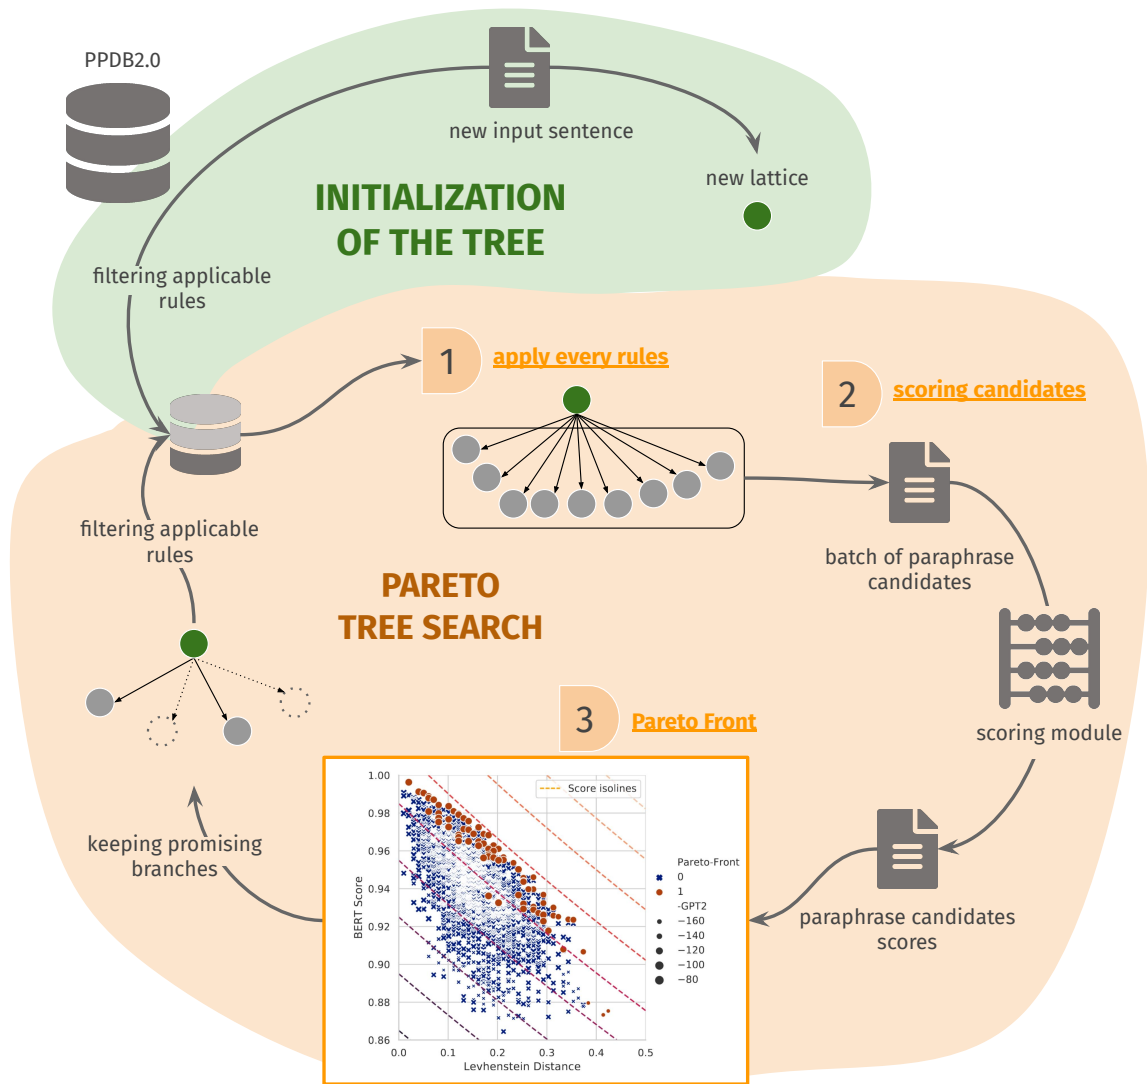 PPDB2.0
new input sentence
new lattice
INITIALIZATION
OF THE TREE
filtering applicable
rules
1
apply every rules
2
scoring candidates
filtering applicable
rules
batch of paraphrase
candidates
PARETO
TREE SEARCH
scoring module
3
Pareto Front
keeping promising
branches
paraphrase candidates
scores
1.00
0.98
0.96
0.94
0.92
0.90
0.88
0.86
BERT Score
0.0 0.1 0.2 0.3 0.4 0.5
Levhenstein Distance
Score isolines
Pareto-Front
0
1
-GPT2
−160
−140
−120
−100
−80